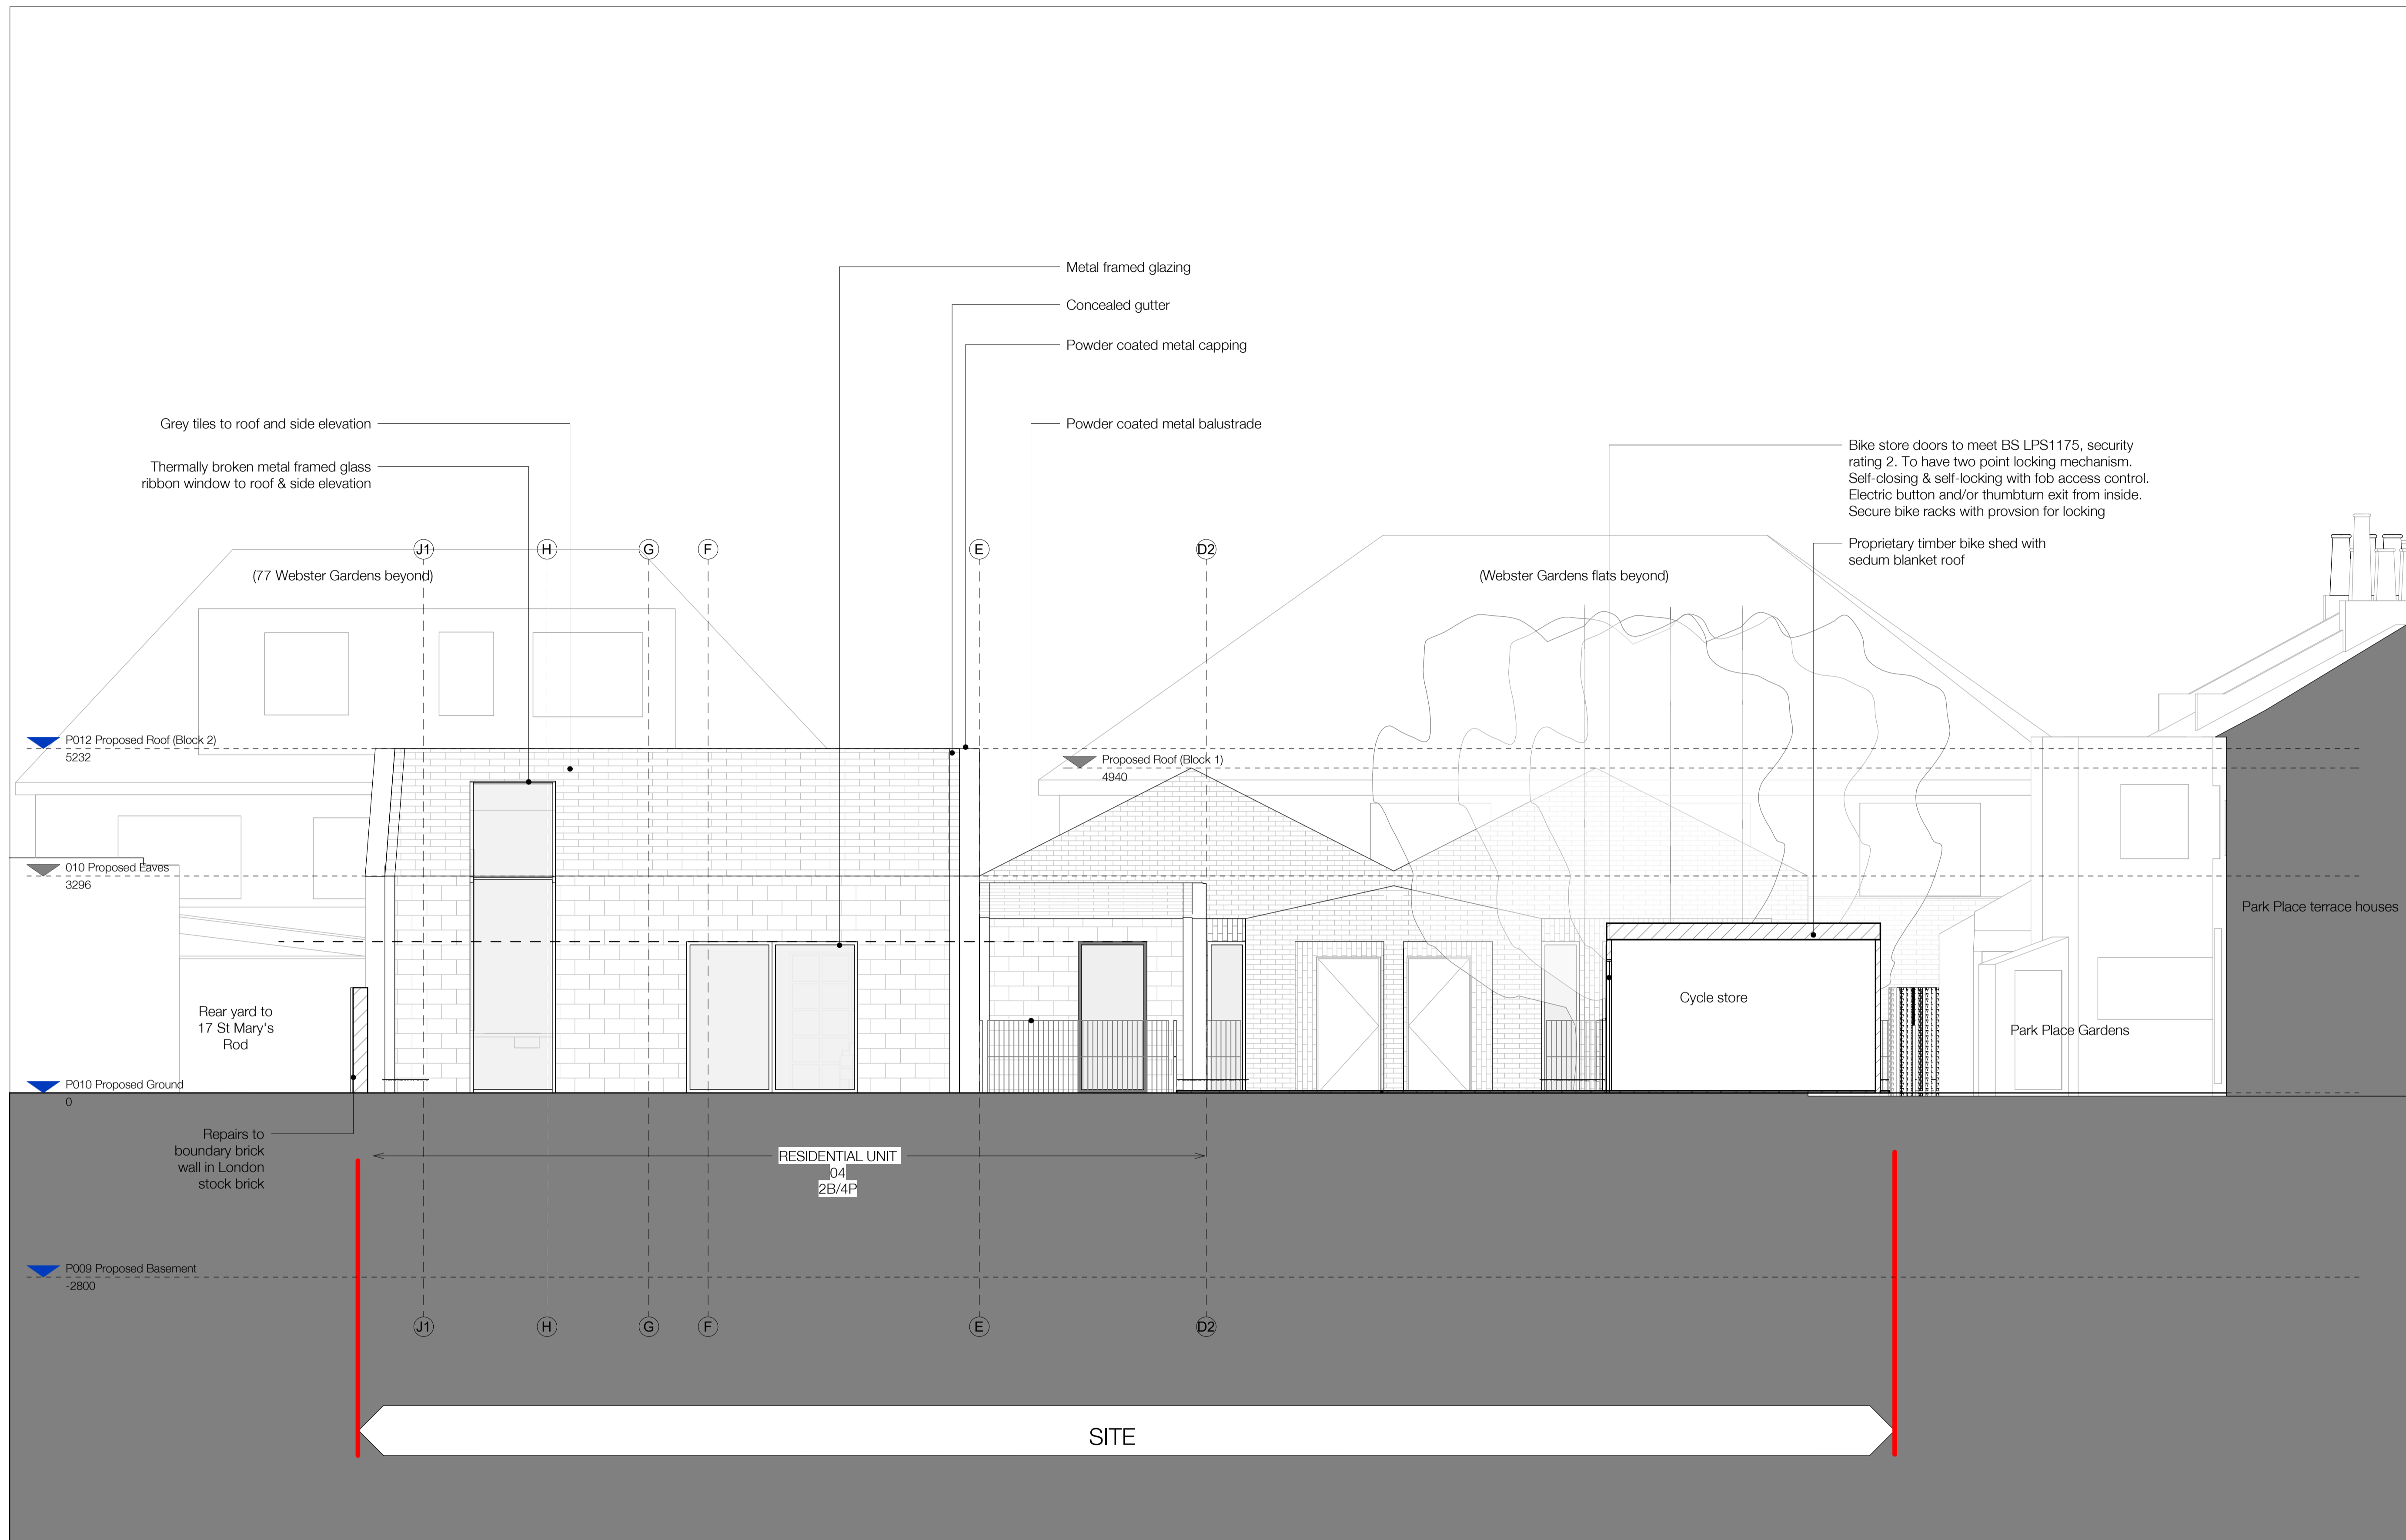 Metal framed glazing
Concealed gutter
Powder coated metal capping
Grey tiles to roof and side elevation
Powder coated metal balustrade
Thermally broken metal framed glass
ribbon window to roof & side elevation
Bike store doors to meet BS LPS1175, security
rating 2. To have two point locking mechanism.
Self-closing & self-locking with fob access control.
Electric button and/or thumbturn exit from inside.
Secure bike racks with provsion for locking
Proprietary timber bike shed with
sedum blanket roof
J1
H
G
F
E
D2
(77 Webster Gardens beyond)
(Webster Gardens flats beyond)
P012 Proposed Roof (Block 2)
5232
Proposed Roof (Block 1)
4940
010 Proposed Eaves
3296
Park Place terrace houses
Rear yard to
17 St Mary's
Rod
Cycle store
Park Place Gardens
P010 Proposed Ground
0
Repairs to
boundary brick
wall in London
stock brick
RESIDENTIAL UNIT
04
2B/4P
P009 Proposed Basement
-2800
J1
H
G
F
E
D2
SITE